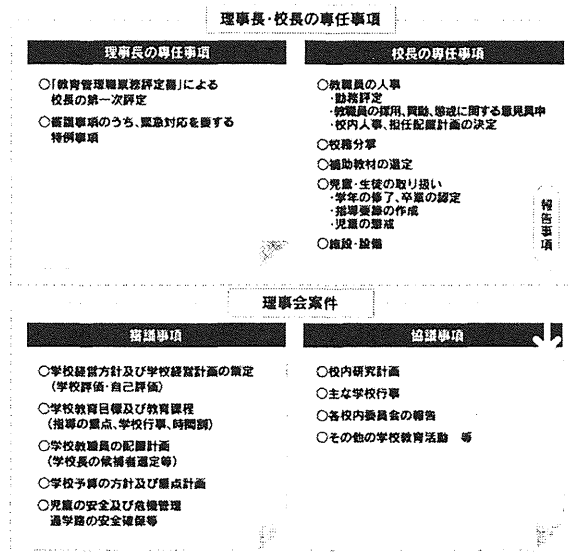 理事長・校長の専任事項
理事長の専任事項
○「教育管理職業務評定書」による
校長の第一次評定
○審議事項のうち、緊急対応を要する
特例事項
校長の専任事項
○教職員の人事
・勤務評定
・教職員の採用、異動、懲戒に関する意見具申
・校内人事、担任配置計画の決定
○校務分掌
○補助教材の選定
○児童・生徒の取り扱い
・学年の修了、卒業の認定
・指導要録の作成
・児童の懲戒
○施設・設備
報告事項
理事会案件
審議事項
○学校経営方針及び学校経営計画の策定
（学校評価・自己評価）
○学校教育目標及び教育課程
（指導の重点、学校行事、時間割）
○学校教職員の配置計画
（学校長の候補者選定等）
○学校予算の方針及び重点計画
○児童の安全及び危機管理
通学路の安全確保等
協議事項
○校内研究計画
○主な学校行事
○各校内委員会の報告
○その他の学校教育活動　等